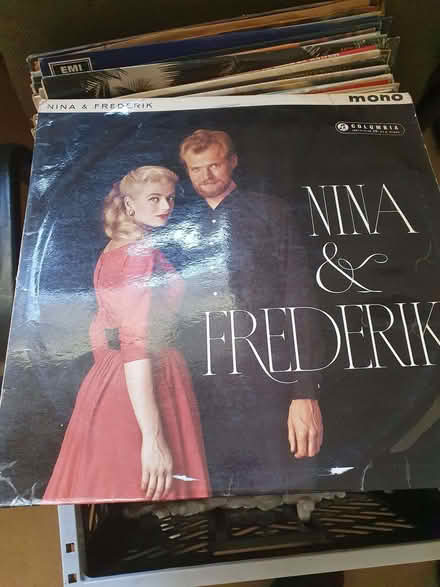 EMI
NINA & FREDERIK
mono
COLUMBIA
NINA
&
FREDERIK